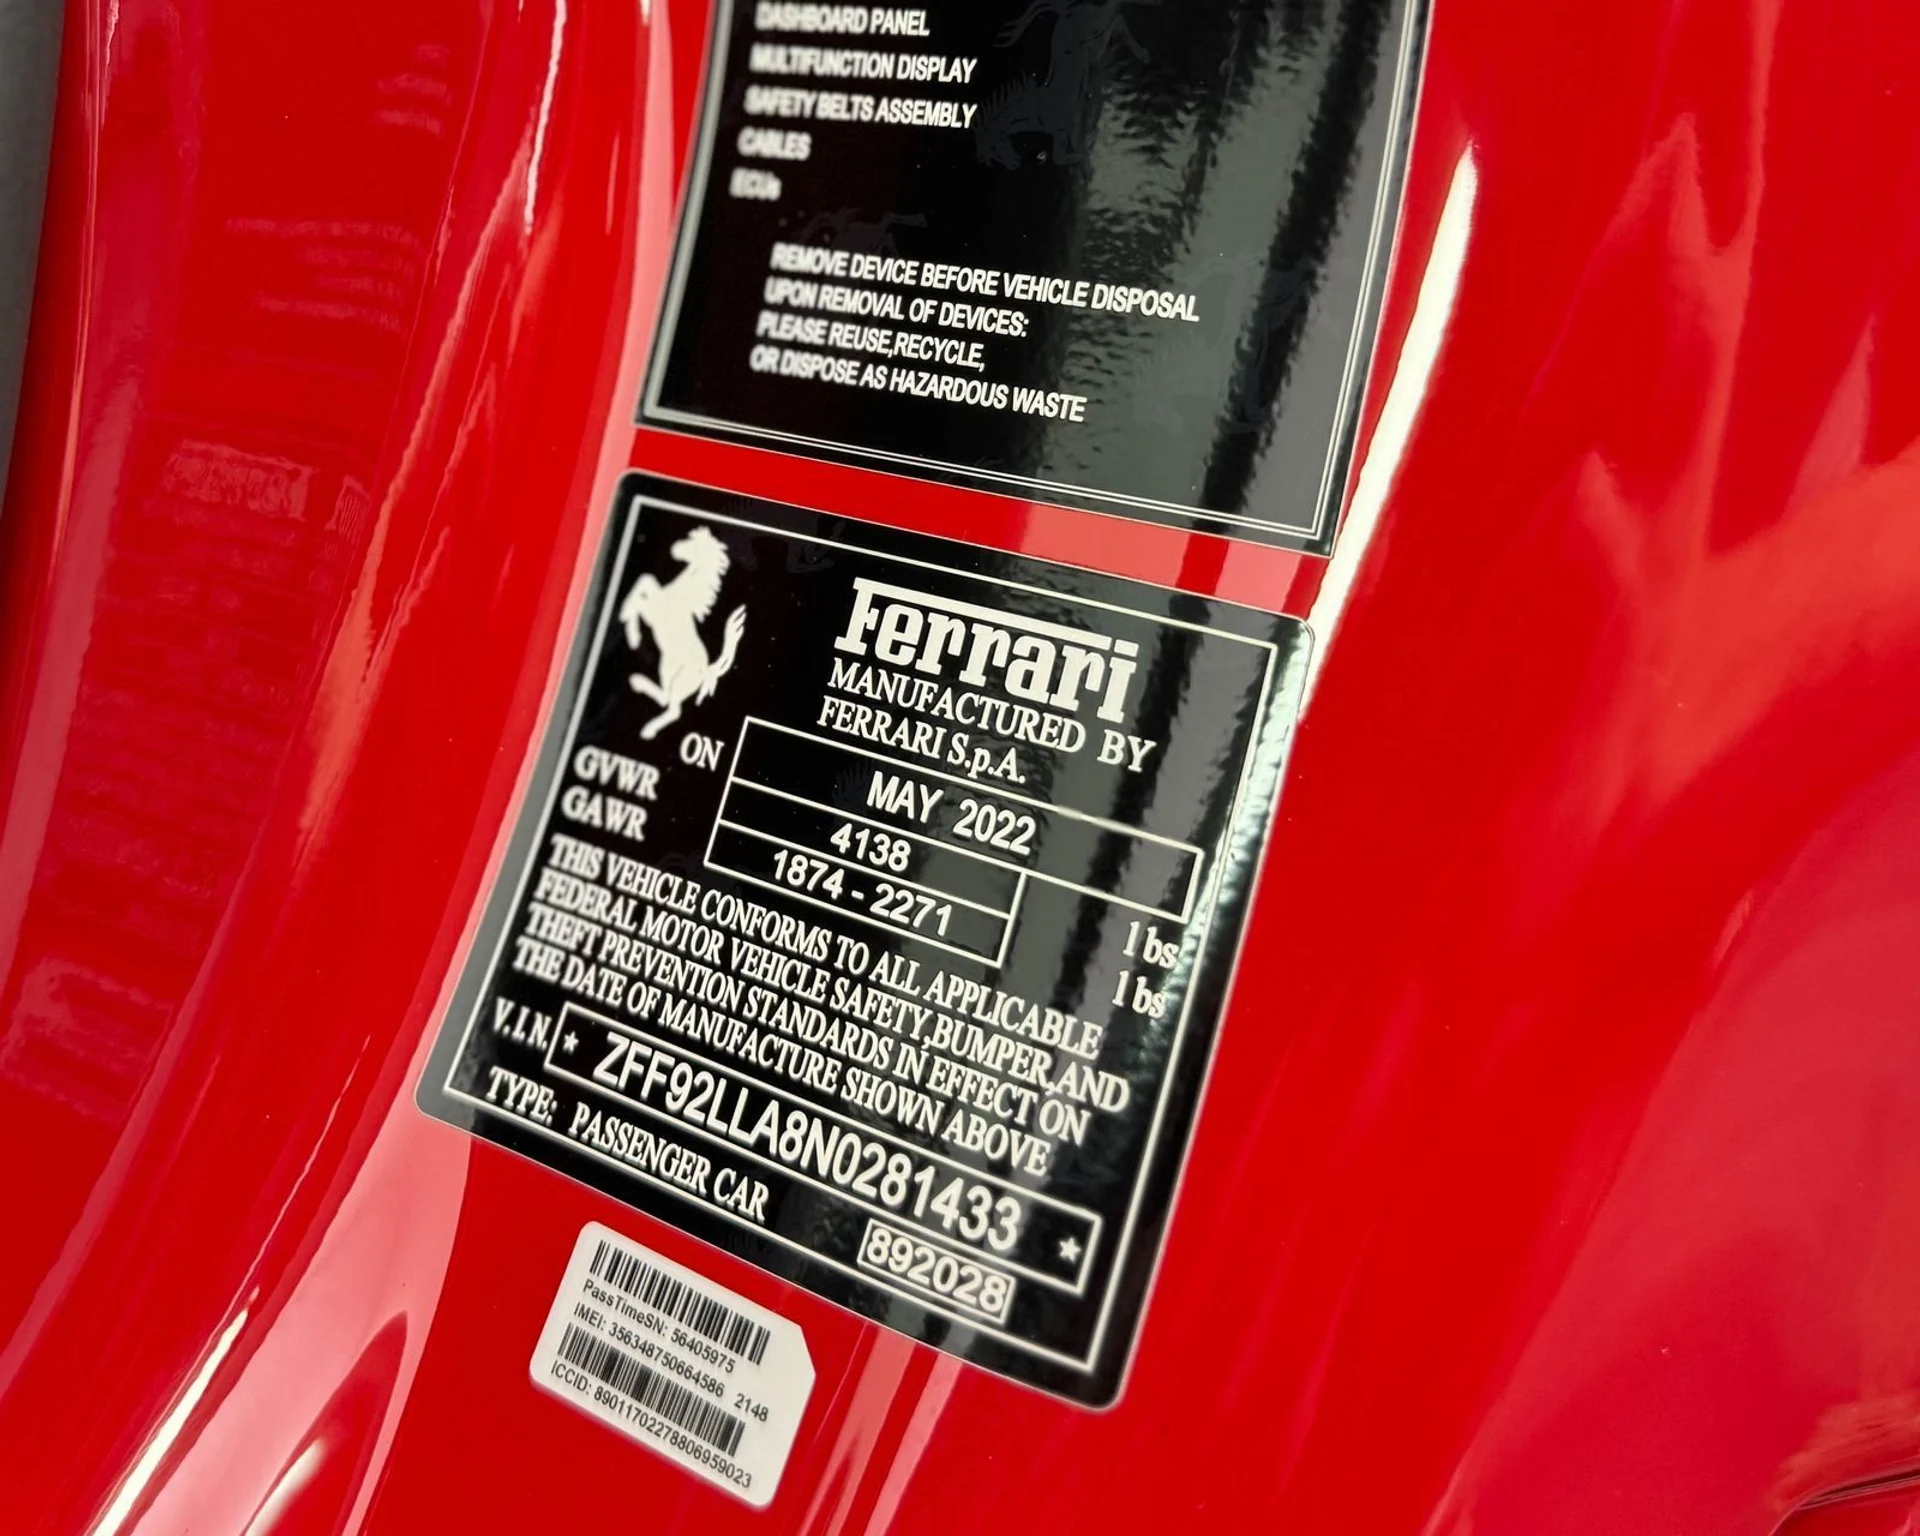 DASHBOARD PANEL
MULTIFUNCTION DISPLAY
SAFETY BELTS ASSEMBLY
CABLES
ECUs
REMOVE DEVICE BEFORE VEHICLE DISPOSAL
UPON REMOVAL OF DEVICES:
PLEASE REUSE,RECYCLE,
OR DISPOSE AS HAZARDOUS WASTE
Ferrari
MANUFACTURED BY
FERRARI S.p.A.
ON MAY 2022
GVWR 4138 lbs
GAWR 1874 - 2271 lbs
THIS VEHICLE CONFORMS TO ALL APPLICABLE
FEDERAL MOTOR VEHICLE SAFETY,BUMPER,AND
THEFT PREVENTION STANDARDS IN EFFECT ON
THE DATE OF MANUFACTURE SHOWN ABOVE
V.I.N. * ZFF92LLA8N0281433 *
TYPE: PASSENGER CAR
892028
PassTimeSN: 56405975
IMEI: 356348750664586 2148
ICCID: 89011702278806959023